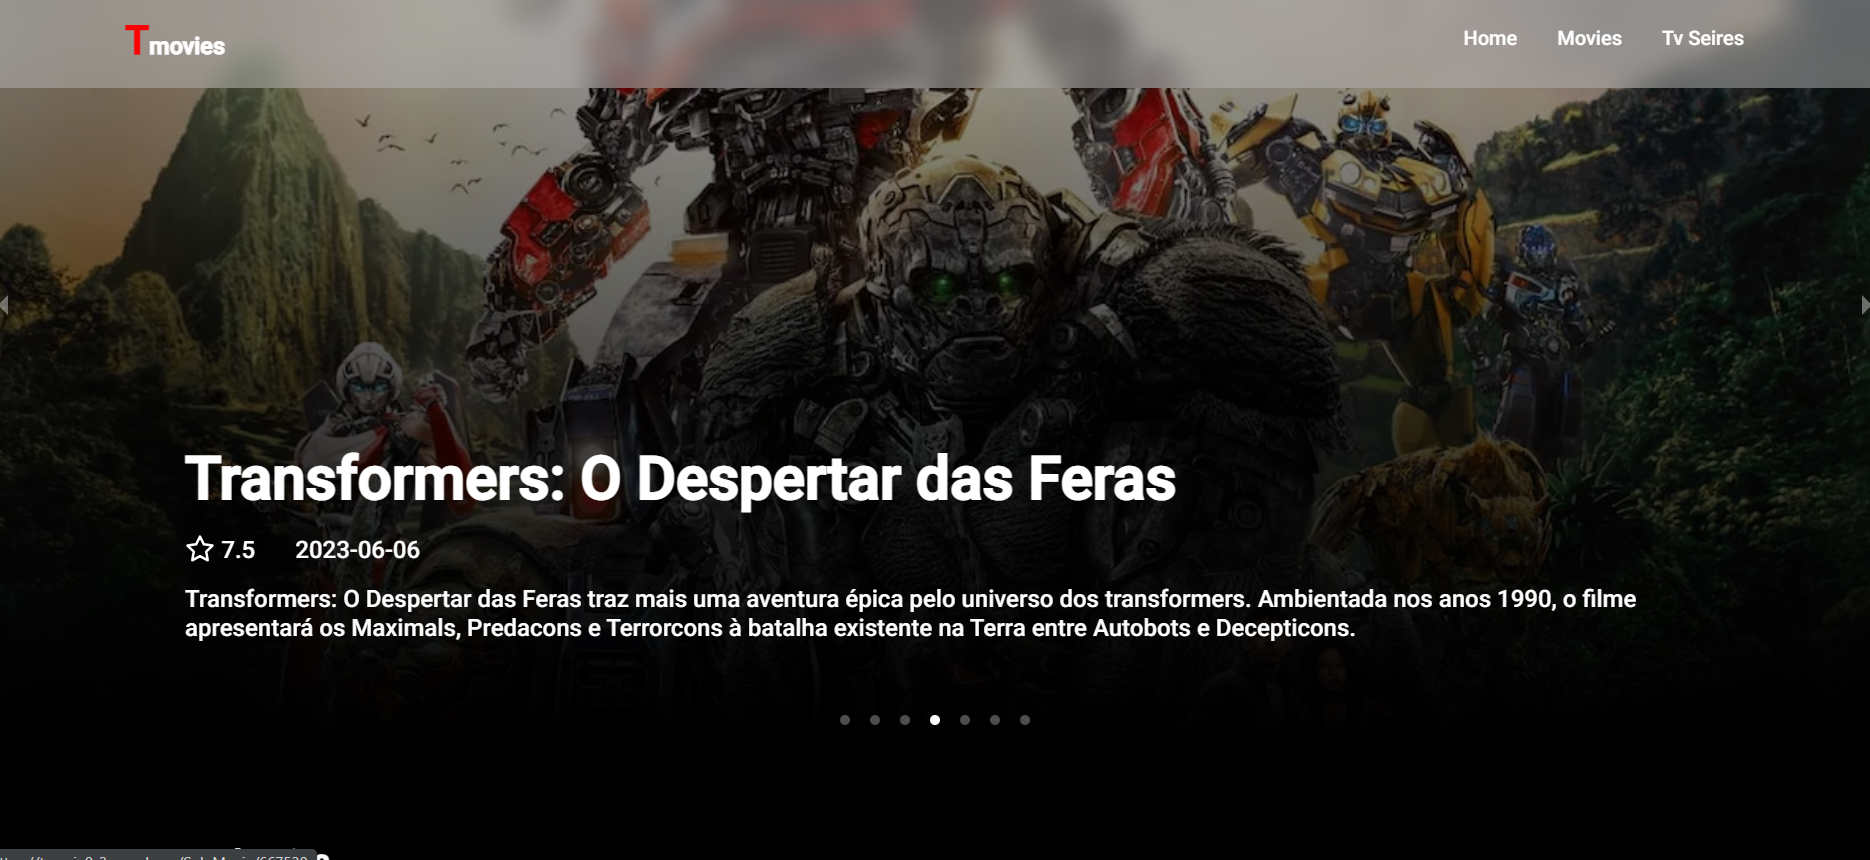 Tmovies
Home Movies Tv Seires
Transformers: O Despertar das Feras
7.5 2023-06-06
Transformers: O Despertar das Feras traz mais uma aventura épica pelo universo dos transformers. Ambientada nos anos 1990, o filme
apresentará os Maximals, Predacons e Terrorcons à batalha existente na Terra entre Autobots e Decepticons.